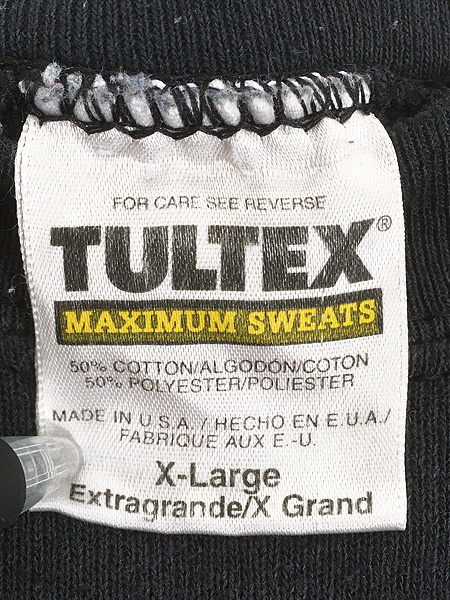 FOR CARE SEE REVERSE
TULTEX®
MAXIMUM SWEATS
50% COTTON/ALGODON/COTON
50% POLYESTER/POLIESTER
MADE IN U.S.A./HECHO EN E.U.A./
FABRIQUE AUX E.-U.
X-Large
Extragrande/X Grand